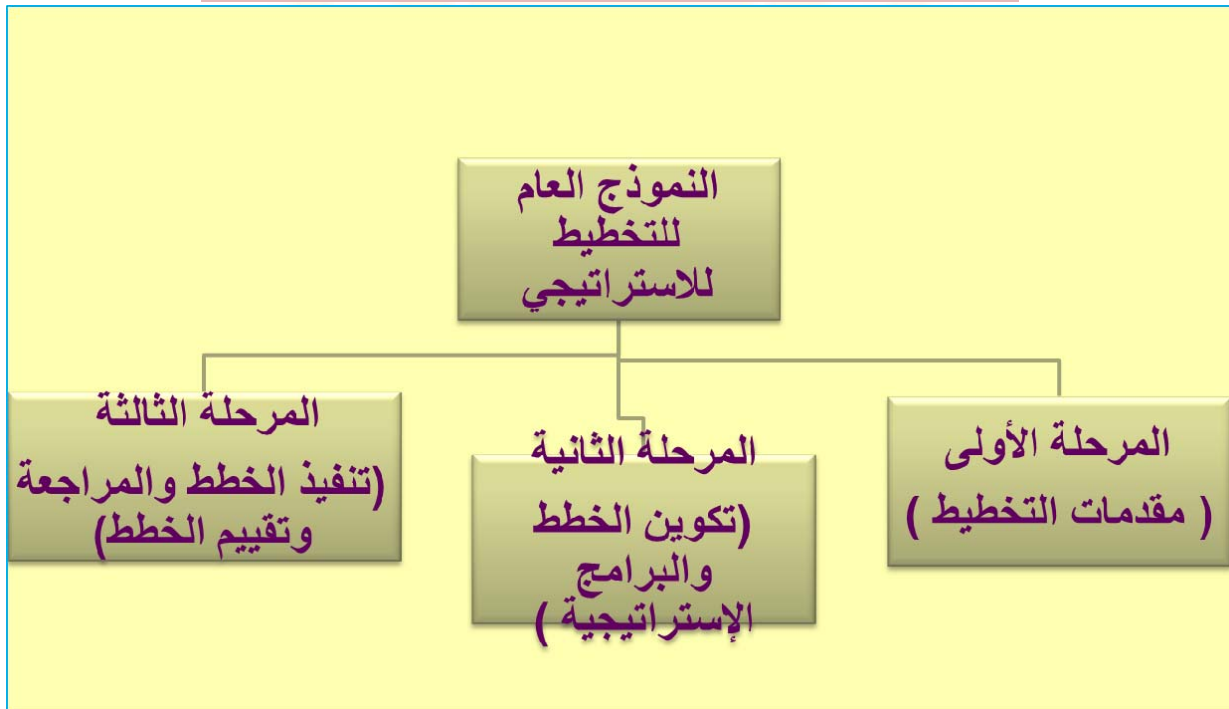 النموذج العام
للتخطيط
للاستراتيجي
المرحلة الأولى
( مقدمات التخطيط )
المرحلة الثانية
(تكوين الخطط
والبرامج
الإستراتيجية )
المرحلة الثالثة
(تنفيذ الخطط والمراجعة
وتقييم الخطط)